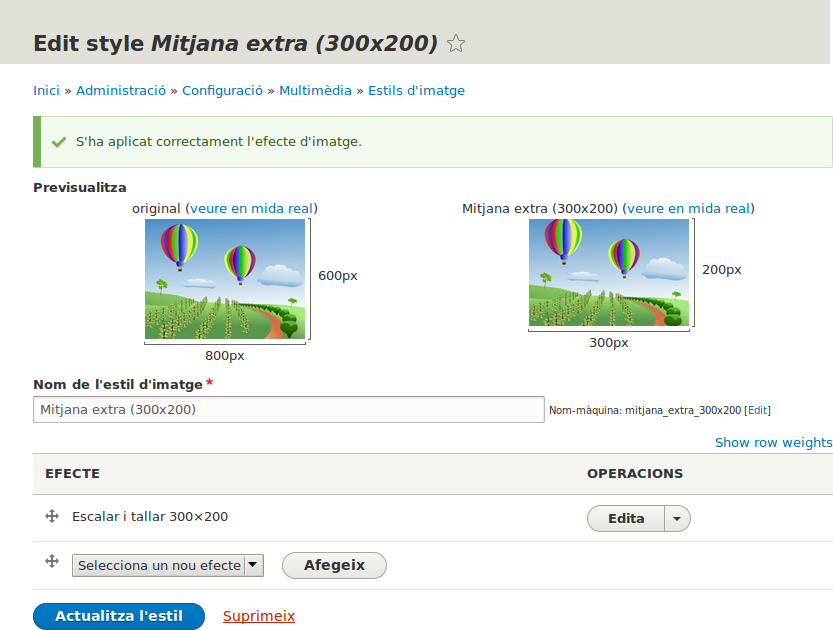 Edit style Mitjana extra (300x200)
Inici » Administració » Configuració » Multimèdia » Estils d'imatge
S'ha aplicat correctament l'efecte d'imatge.
Previsualitza
original (veure en mida real)
600px
800px
Mitjana extra (300x200) (veure en mida real)
200px
300px
Nom de l'estil d'imatge*
Mitjana extra (300x200)
Nom-màquina: mitjana_extra_300x200 [Edit]
Show row weights
EFECTE OPERACIONS
Escalar i tallar 300×200 Edita
Selecciona un nou efecte Afegeix
Actualitza l'estil Suprimeix